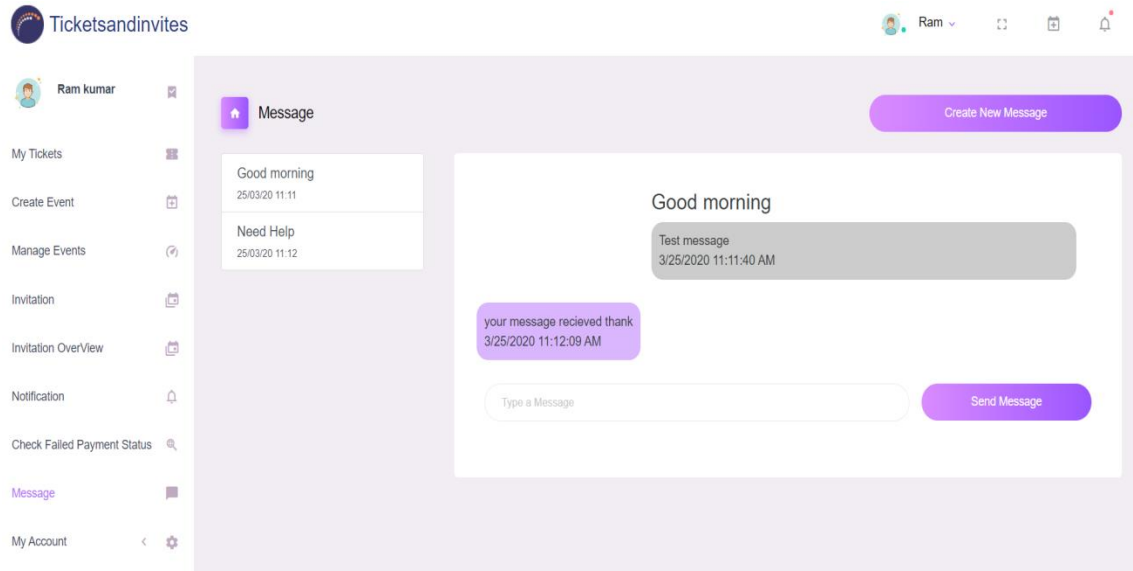 Ticketsandinvites
Ram
Ram kumar
My Tickets
Create Event
Manage Events
Invitation
Invitation OverView
Notification
Check Failed Payment Status
Message
My Account
Message
Create New Message
Good morning
25/03/20 11:11
Need Help
25/03/20 11:12
Good morning
Test message
3/25/2020 11:11:40 AM
your message recieved thank
3/25/2020 11:12:09 AM
Type a Message
Send Message